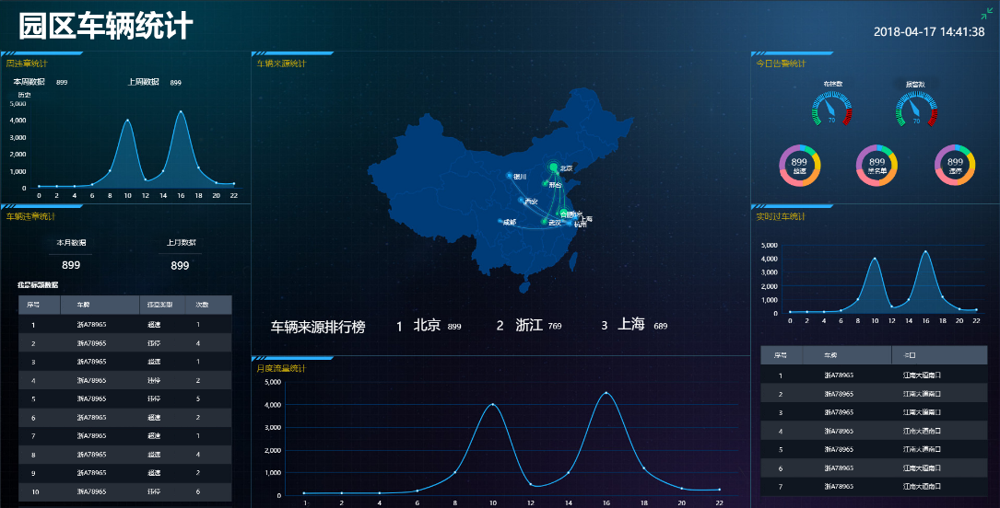 园区车辆统计
2018-04-17 14:41:38
周违章统计
本周数据 899 上周数据 899
历史
5,000
4,000
3,000
2,000
1,000
0
0 2 4 6 8 10 12 14 16 18 20 22
车辆违章统计
本月数据 上月数据
899 899
我是标题数据
序号 车牌 违章类型 次数
1 浙A78965 超速 1
2 浙A78965 违停 4
3 浙A78965 超速 1
4 浙A78965 违停 2
5 浙A78965 违停 5
6 浙A78965 超速 2
7 浙A78965 超速 1
8 浙A78965 超速 4
9 浙A78965 超速 2
10 浙A78965 违停 6
车辆来源统计
北京
银川
邢台
西安
成都
武汉
合肥
上海
杭州
车辆来源排行榜 1 北京 899 2 浙江 769 3 上海 689
月度流量统计
5,000
4,000
3,000
2,000
1,000
0
1 2 4 6 8 10 12 14 16 18 20 22
今日告警统计
布控数 报警数
70 70
899 899 899
超速 黑名单 违停
实时过车统计
5,000
4,000
3,000
2,000
1,000
0
0 2 4 6 8 10 12 14 16 18 20 22
序号 车牌 卡口
1 浙A78965 江南大道南口
2 浙A78965 江南大道南口
3 浙A78965 江南大道南口
4 浙A78965 江南大道南口
5 浙A78965 江南大道南口
6 浙A78965 江南大道南口
7 浙A78965 江南大道南口